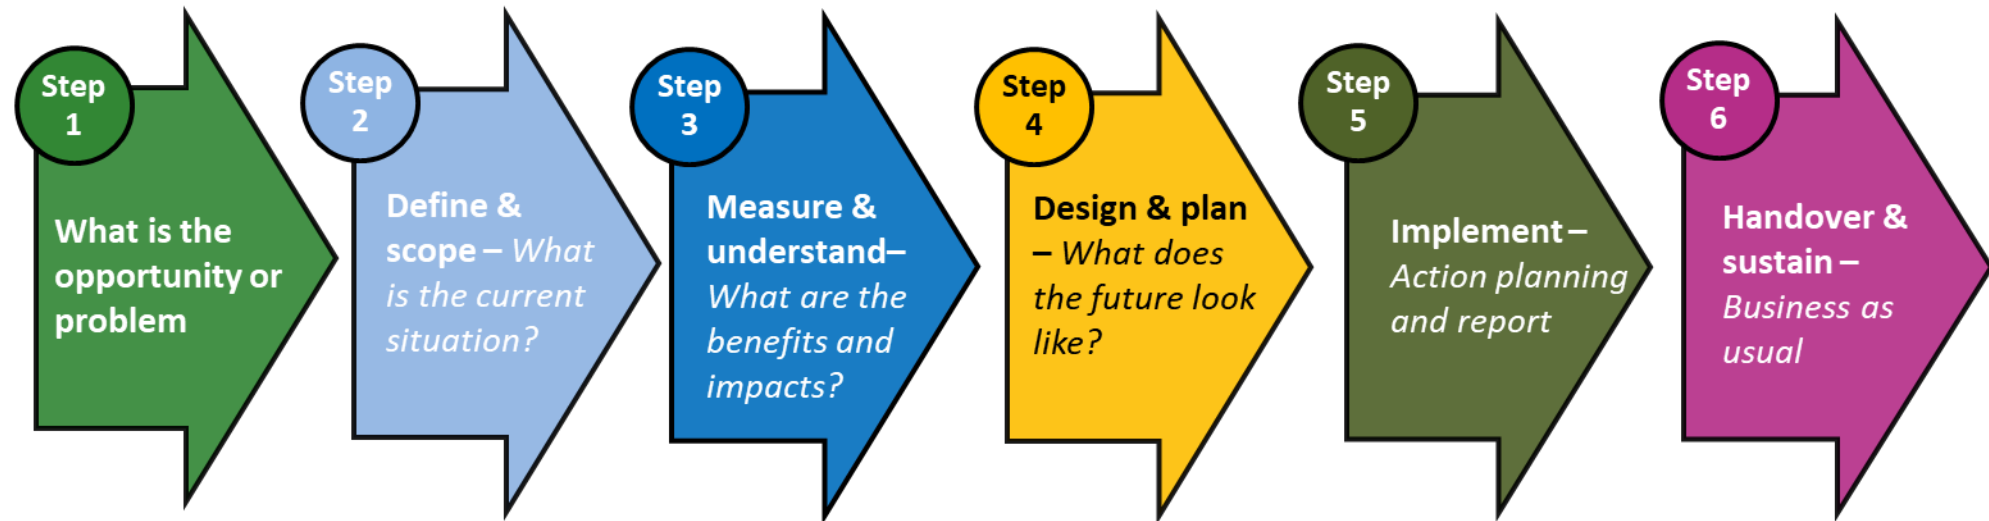 Step
1
What is the
opportunity or
problem
Step
2
Define &
scope – What
is the current
situation?
Step
3
Measure &
understand–
What are the
benefits and
impacts?
Step
4
Design & plan
– What does
the future look
like?
Step
5
Implement –
Action planning
and report
Step
6
Handover &
sustain –
Business as
usual